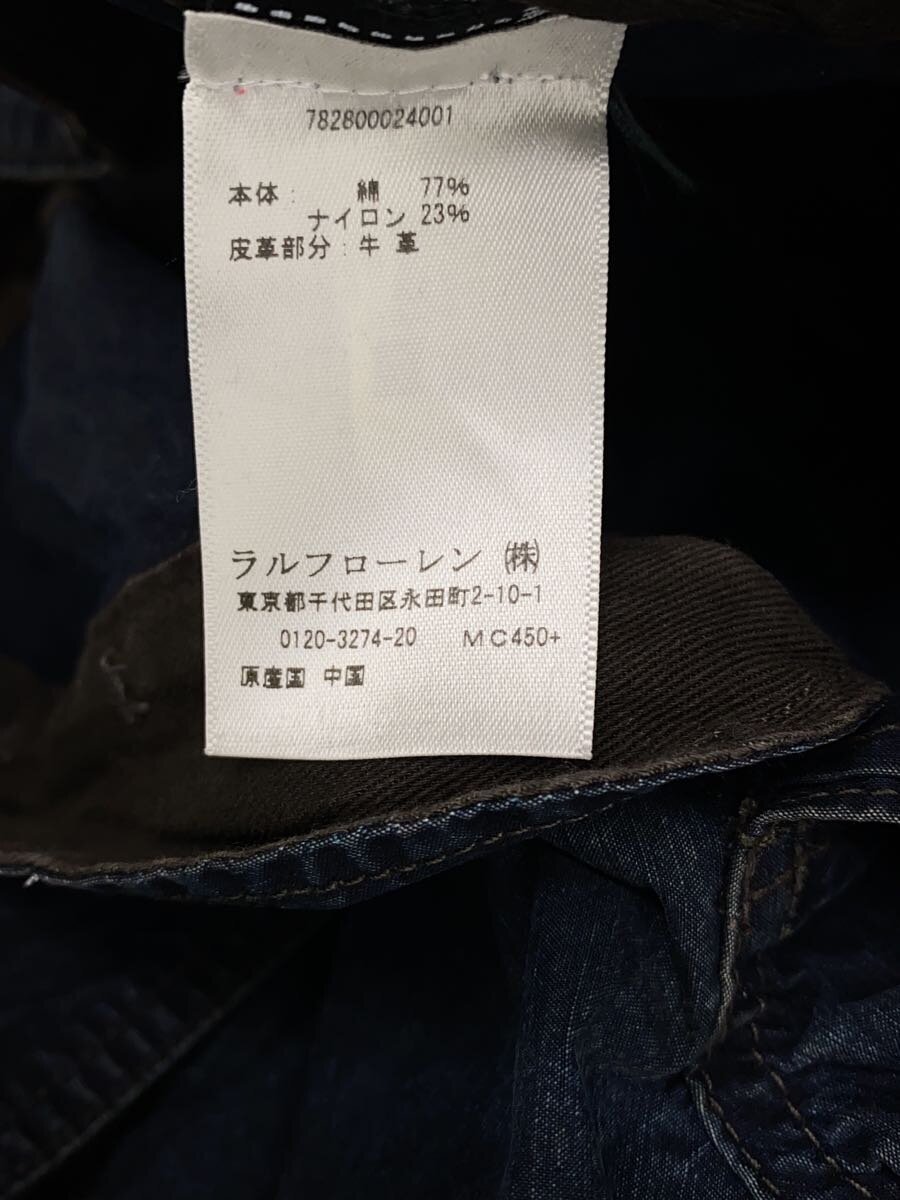 782800024001
本体: 綿 77%
ナイロン 23%
皮革部分:牛 革
ラルフローレン ㈱
東京都千代田区永田町2-10-1
0120-3274-20 MC450+
原産国 中国